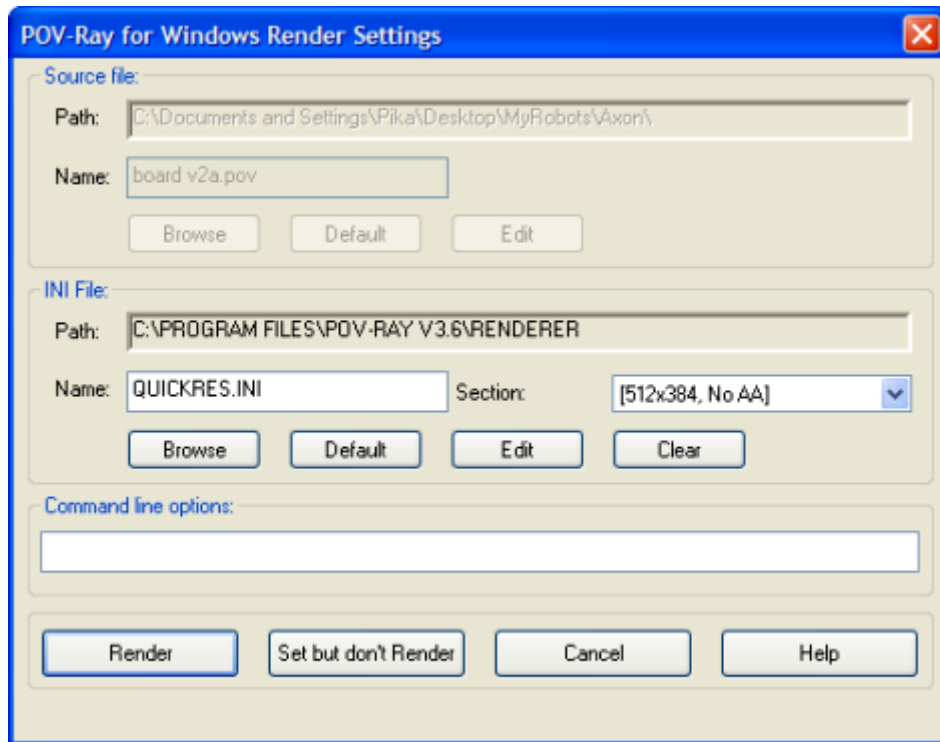 POV-Ray for Windows Render Settings
Source file:
Path: C:\Documents and Settings\Pika\Desktop\MyRobots\Axon\
Name: board v2a.pov
Browse Default Edit
INI File:
Path: C:\PROGRAM FILES\POV-RAY V3.6\RENDERER
Name: QUICKRES.INI Section: [512x384, No AA]
Browse Default Edit Clear
Command line options:
Render Set but don't Render Cancel Help